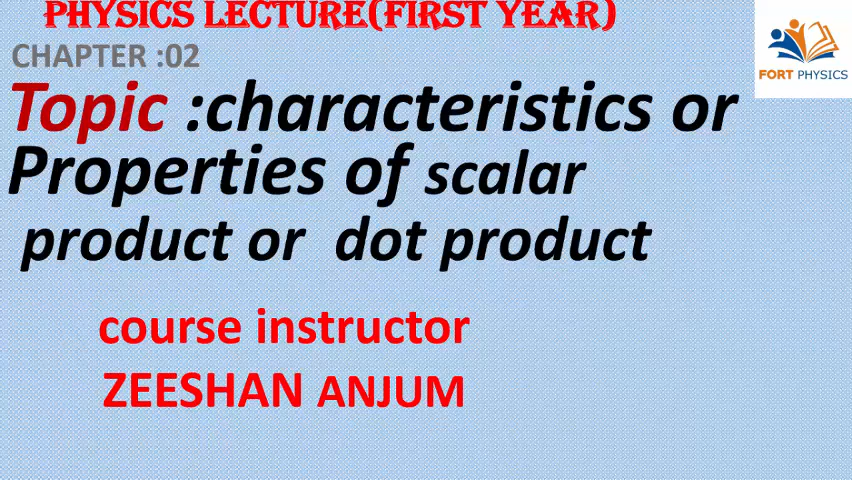 PHYSICS LECTURE(FIRST YEAR)
CHAPTER :02
FORT PHYSICS
Topic :characteristics or
Properties of scalar
product or dot product
course instructor
ZEESHAN ANJUM